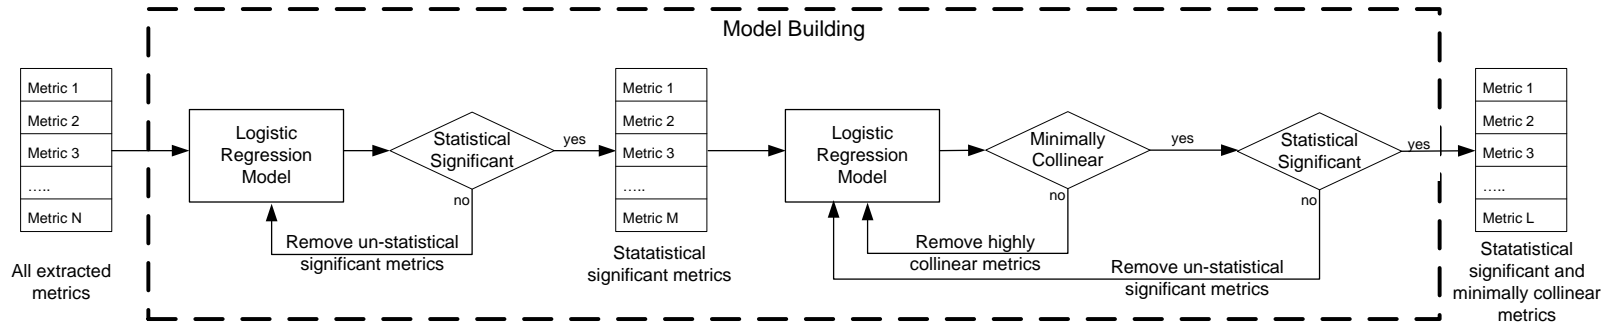 Model Building
Metric 1
Metric 2
Metric 3
.....
Metric N
All extracted
metrics
Logistic
Regression
Model
Statistical
Significant
yes
no
Remove un-statistical
significant metrics
Metric 1
Metric 2
Metric 3
.....
Metric M
Statatistical
significant metrics
Logistic
Regression
Model
Minimally
Collinear
yes
no
Remove highly
collinear metrics
Statistical
Significant
yes
no
Remove un-statistical
significant metrics
Metric 1
Metric 2
Metric 3
.....
Metric L
Statatistical
significant and
minimally collinear
metrics